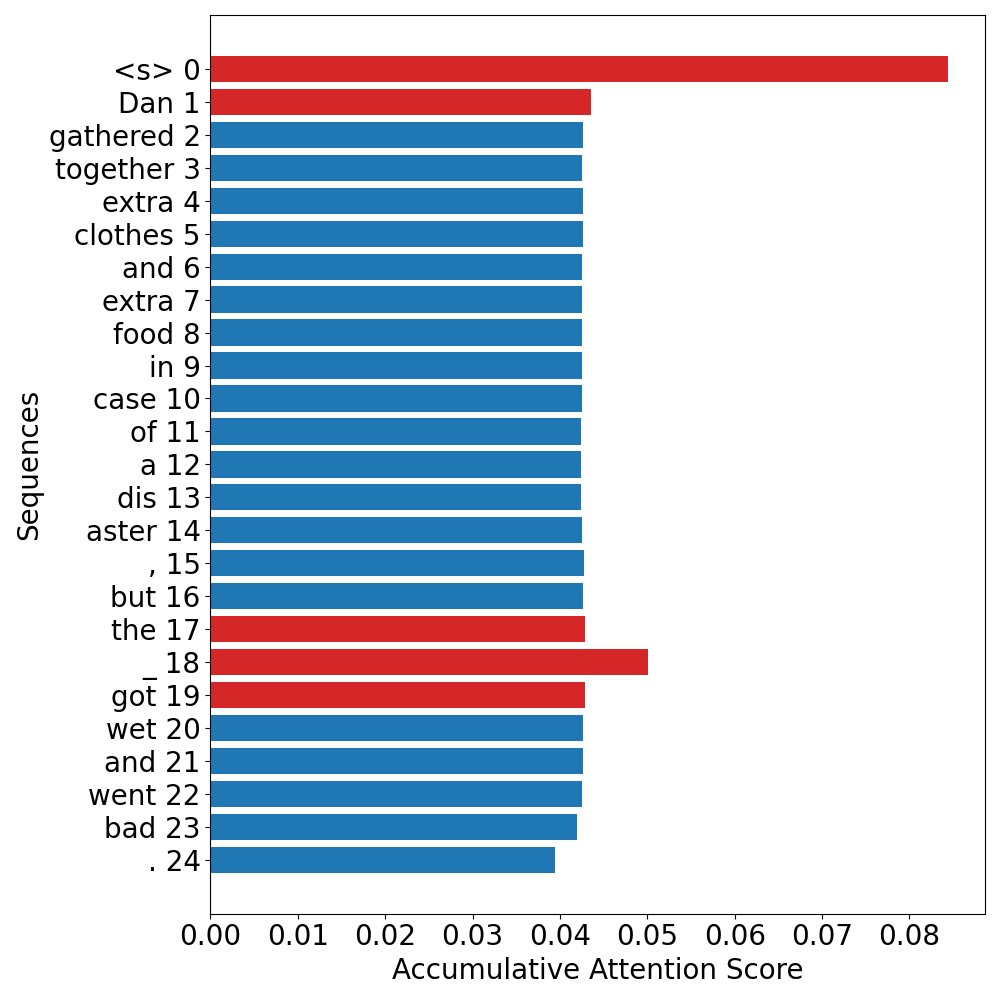 <s> 0
Dan 1
gathered 2
together 3
extra 4
clothes 5
and 6
extra 7
food 8
in 9
case 10
of 11
a 12
dis 13
aster 14
, 15
but 16
the 17
_ 18
got 19
wet 20
and 21
went 22
bad 23
. 24
Sequences
0.00 0.01 0.02 0.03 0.04 0.05 0.06 0.07 0.08
Accumulative Attention Score